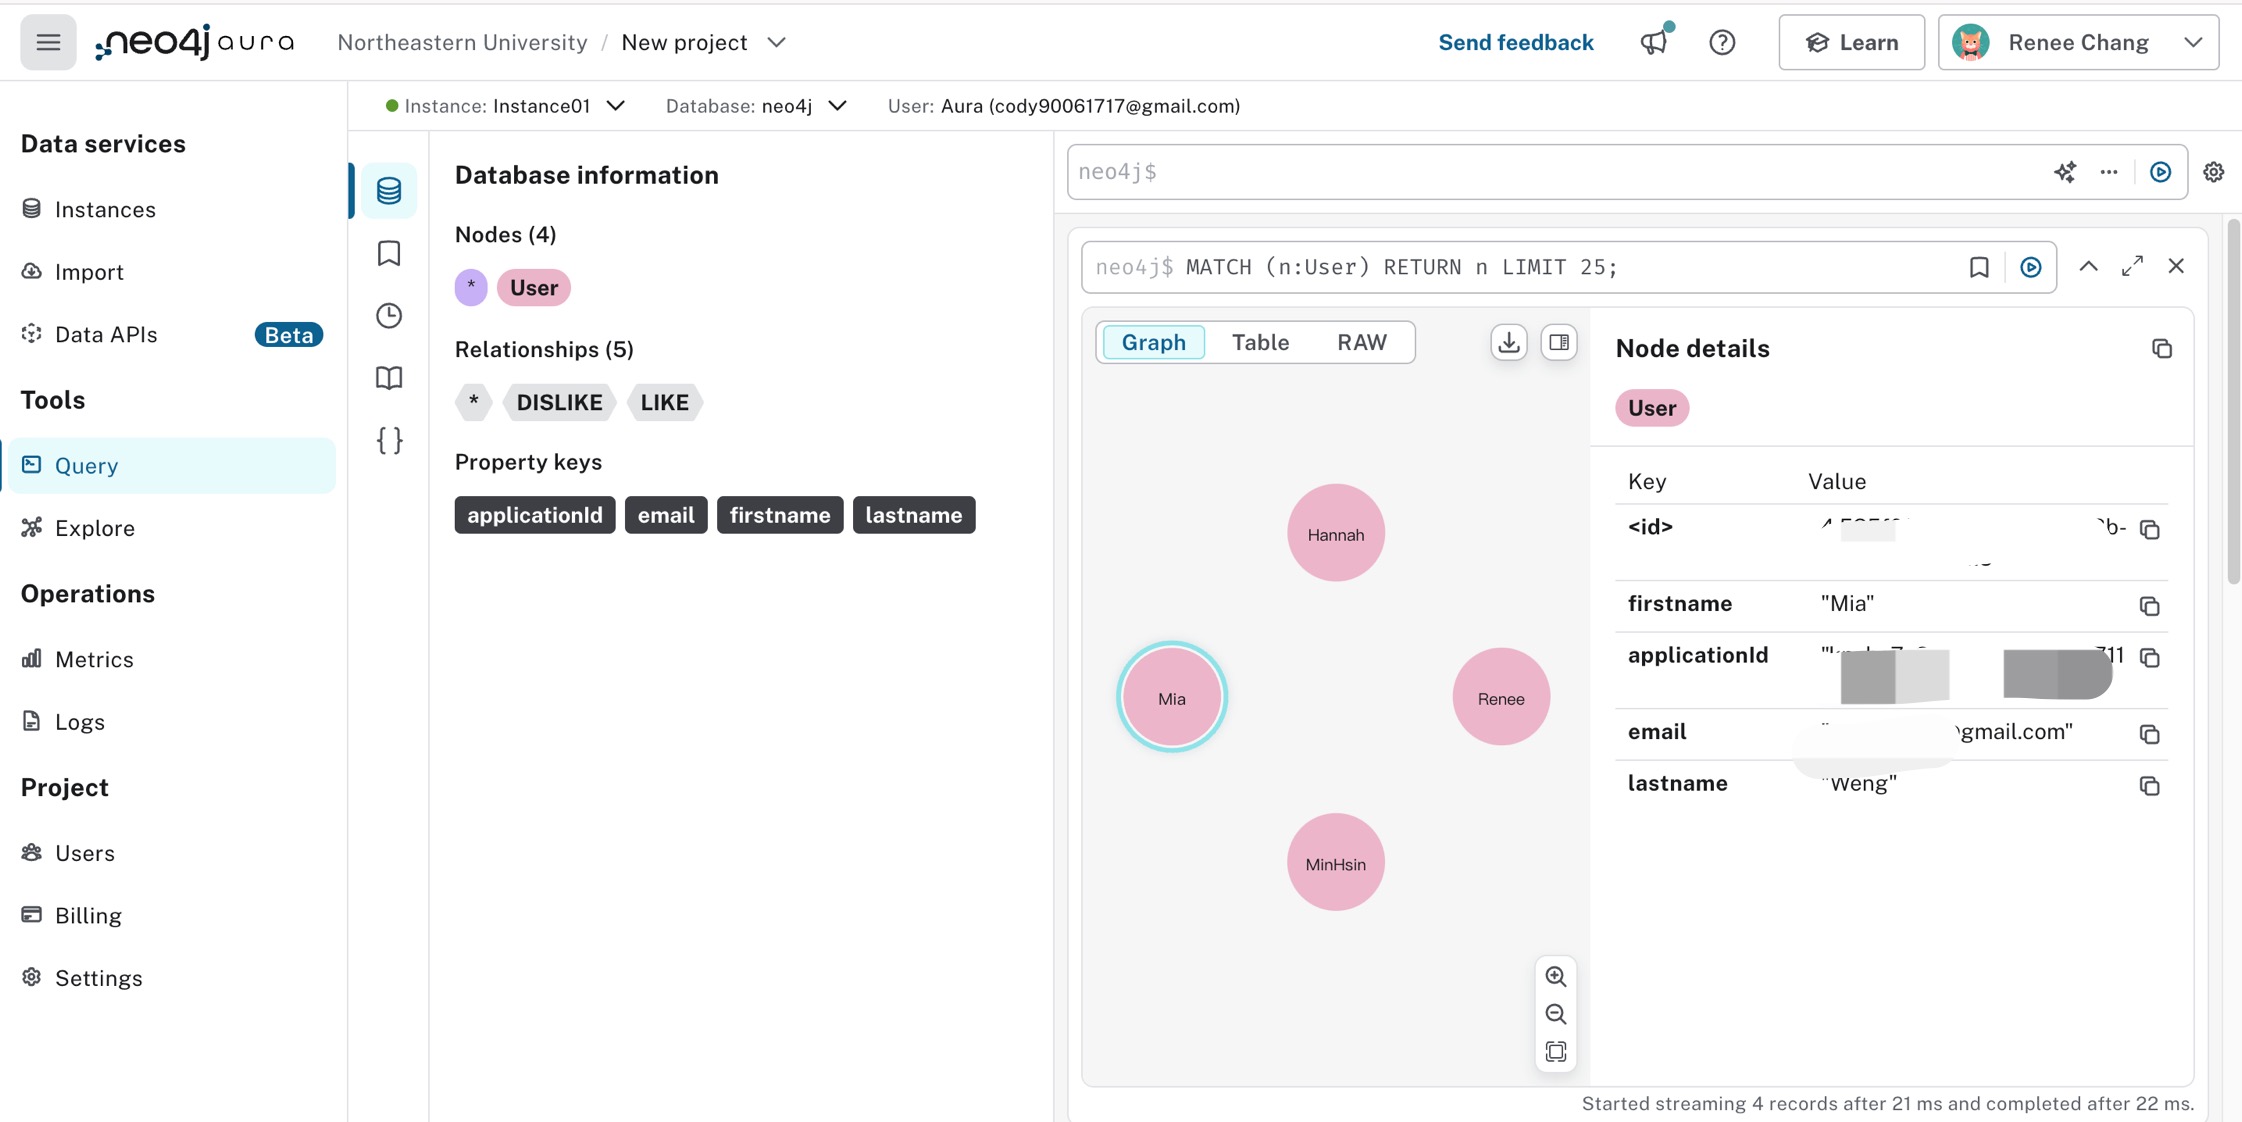 neo4j aura
Northeastern University / New project
Send feedback
Learn
Renee Chang
Instance: Instance01
Database: neo4j
User: Aura (cody90061717@gmail.com)
Data services
Instances
Import
Data APIs
Beta
Tools
Query
Explore
Operations
Metrics
Logs
Project
Users
Billing
Settings
Database information
Nodes (4)
* User
Relationships (5)
* DISLIKE LIKE
Property keys
applicationId email firstname lastname
{ }
neo4j$
neo4j$ MATCH (n:User) RETURN n LIMIT 25;
Graph Table RAW
Hannah
Mia
Renee
MinHsin
Node details
User
Key Value
<id>
firstname "Mia"
applicationId
email @gmail.com"
lastname "Weng"
Started streaming 4 records after 21 ms and completed after 22 ms.